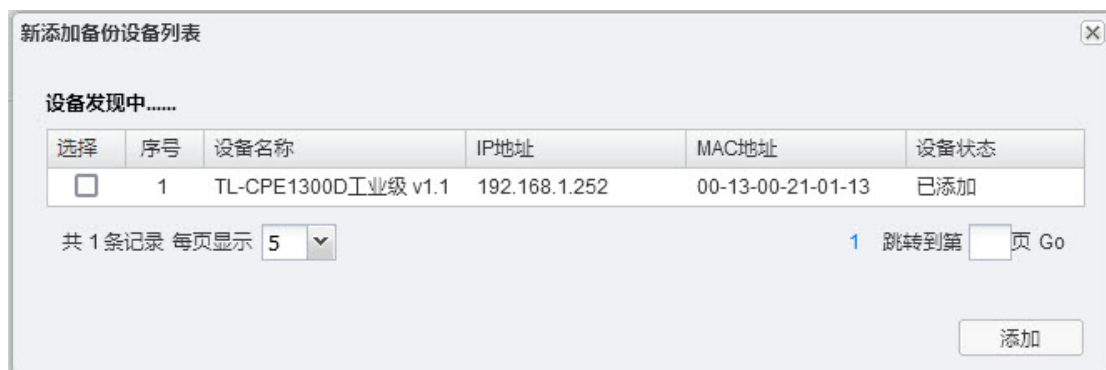 新添加备份设备列表
设备发现中......
选择 序号 设备名称 IP地址 MAC地址 设备状态
1 TL-CPE1300D工业级 v1.1 192.168.1.252 00-13-00-21-01-13 已添加
共 1 条记录 每页显示 5 1 跳转到第 页 Go
添加